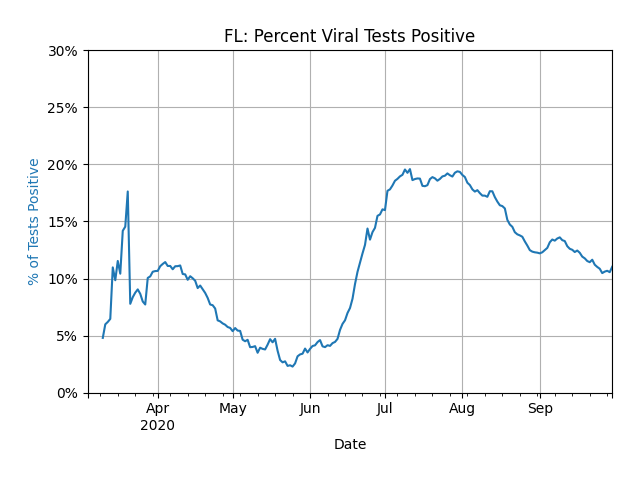 FL: Percent Viral Tests Positive
30%
25%
20%
15%
10%
5%
0%
% of Tests Positive
Apr May Jun Jul Aug Sep
2020
Date